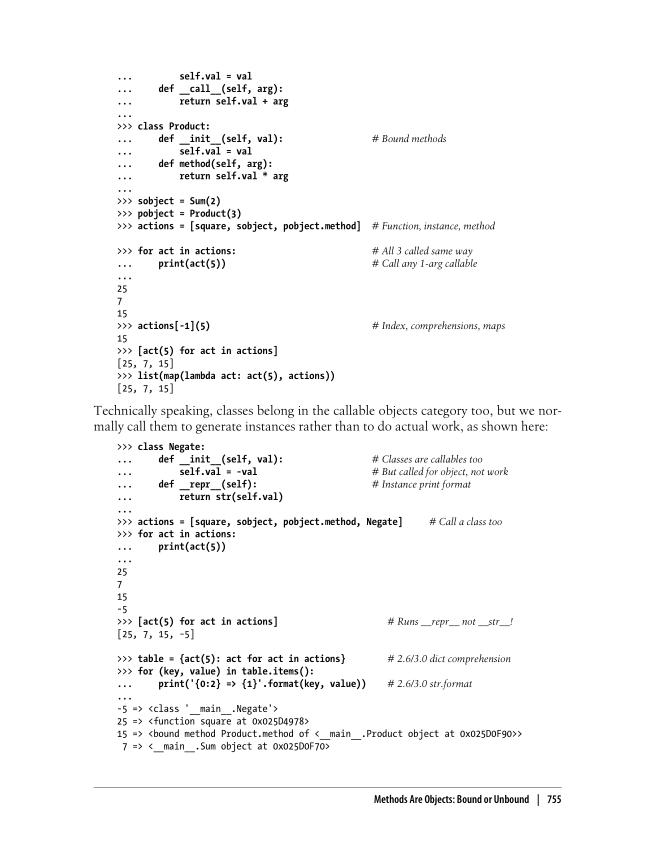 ...        self.val = val
...     def __call__(self, arg):
...        return self.val + arg
...
>>> class Product:
...     def __init__(self, val):    # Bound methods
...        self.val = val
...     def method(self, arg):
...        return self.val * arg
...
>>> sobject = Sum(2)
>>> pobject = Product(3)
>>> actions = [square, sobject, pobject.method]    # Function, instance, method
>>> for act in actions:    # All 3 called same way
...     print(act(5))    # Call any 1-arg callable
...
25
7
15
>>> actions[-1](5)    # Index, comprehensions, maps
15
>>> [act(5) for act in actions]
[25, 7, 15]
>>> list(map(lambda act: act(5), actions))
[25, 7, 15]
Technically speaking, classes belong in the callable objects category too, but we nor-
mally call them to generate instances rather than to do actual work, as shown here:
>>> class Negate:
...     def __init__(self, val):    # Classes are callables too
...        self.val = -val    # But called for object, not work
...     def __repr__(self):    # Instance print format
...        return str(self.val)
...
>>> actions = [square, sobject, pobject.method, Negate]    # Call a class too
>>> for act in actions:
...     print(act(5))
...
25
7
15
-5
>>> [act(5) for act in actions]    # Runs __repr__ not __str__!
[25, 7, 15, -5]
>>> table = {act(5): act for act in actions}    # 2.6/3.0 dict comprehension
>>> for (key, value) in table.items():
...     print('{0:2} => {1}'.format(key, value))    # 2.6/3.0 str.format
...
-5 => <class '__main__.Negate'>
25 => <function square at 0x025D4978>
15 => <bound method Product.method of <__main__.Product object at 0x025D0F90>>
 7 => <__main__.Sum object at 0x025D0F70>
Methods Are Objects: Bound or Unbound | 755